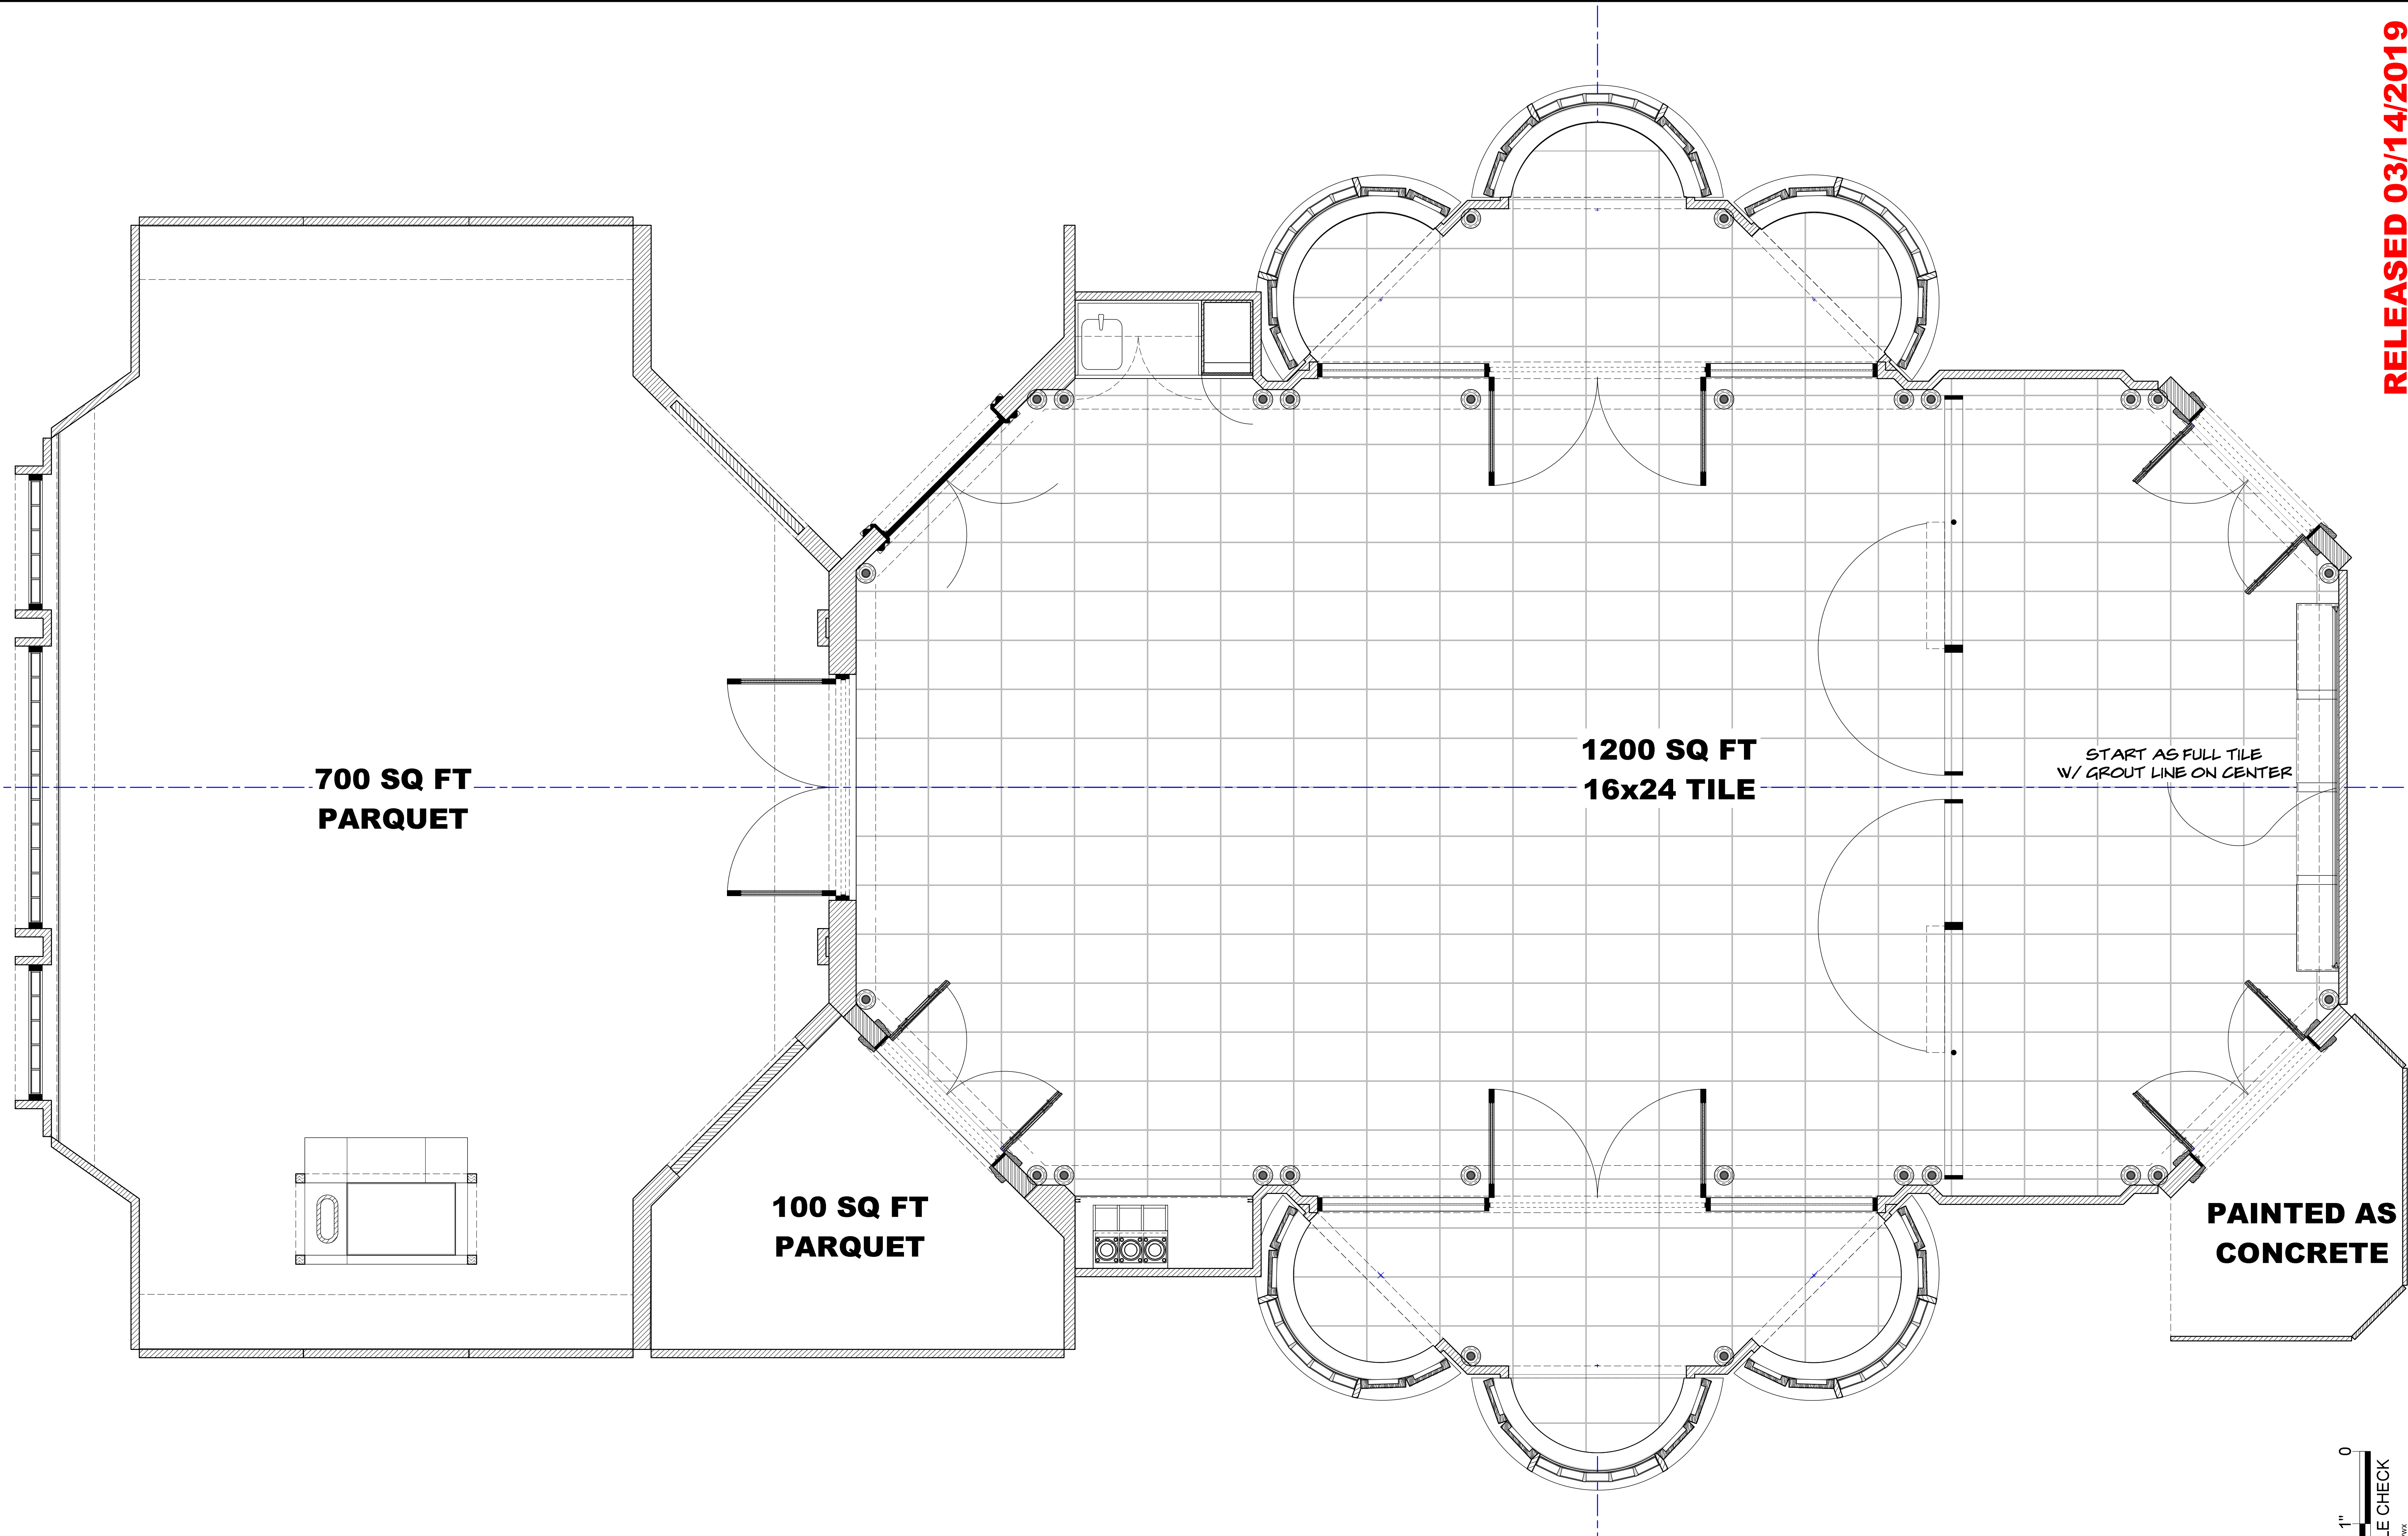 RELEASED 03/14/2019
700 SQ FT
PARQUET
1200 SQ FT
16x24 TILE
START AS FULL TILE
W/ GROUT LINE ON CENTER
100 SQ FT
PARQUET
PAINTED AS
CONCRETE
1" 0
LE CHECK